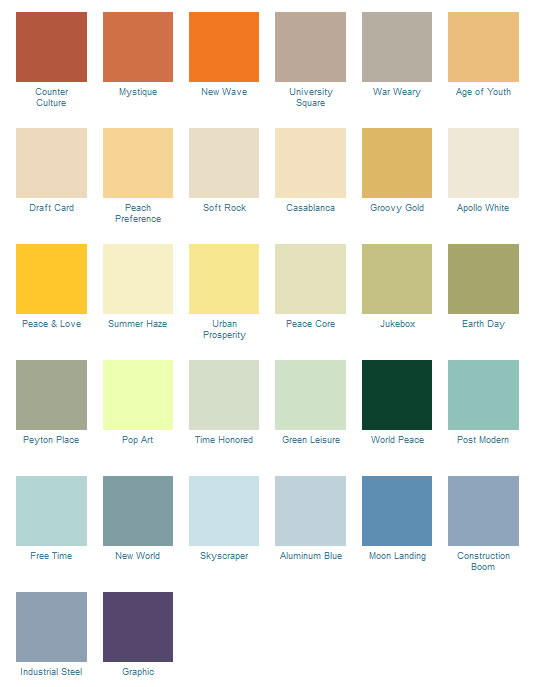 Counter
Culture
Mystique
New Wave
University
Square
War Weary
Age of Youth
Draft Card
Peach
Preference
Soft Rock
Casablanca
Groovy Gold
Apollo White
Peace & Love
Summer Haze
Urban
Prosperity
Peace Core
Jukebox
Earth Day
Peyton Place
Pop Art
Time Honored
Green Leisure
World Peace
Post Modern
Free Time
New World
Skyscraper
Aluminum Blue
Moon Landing
Construction
Boom
Industrial Steel
Graphic